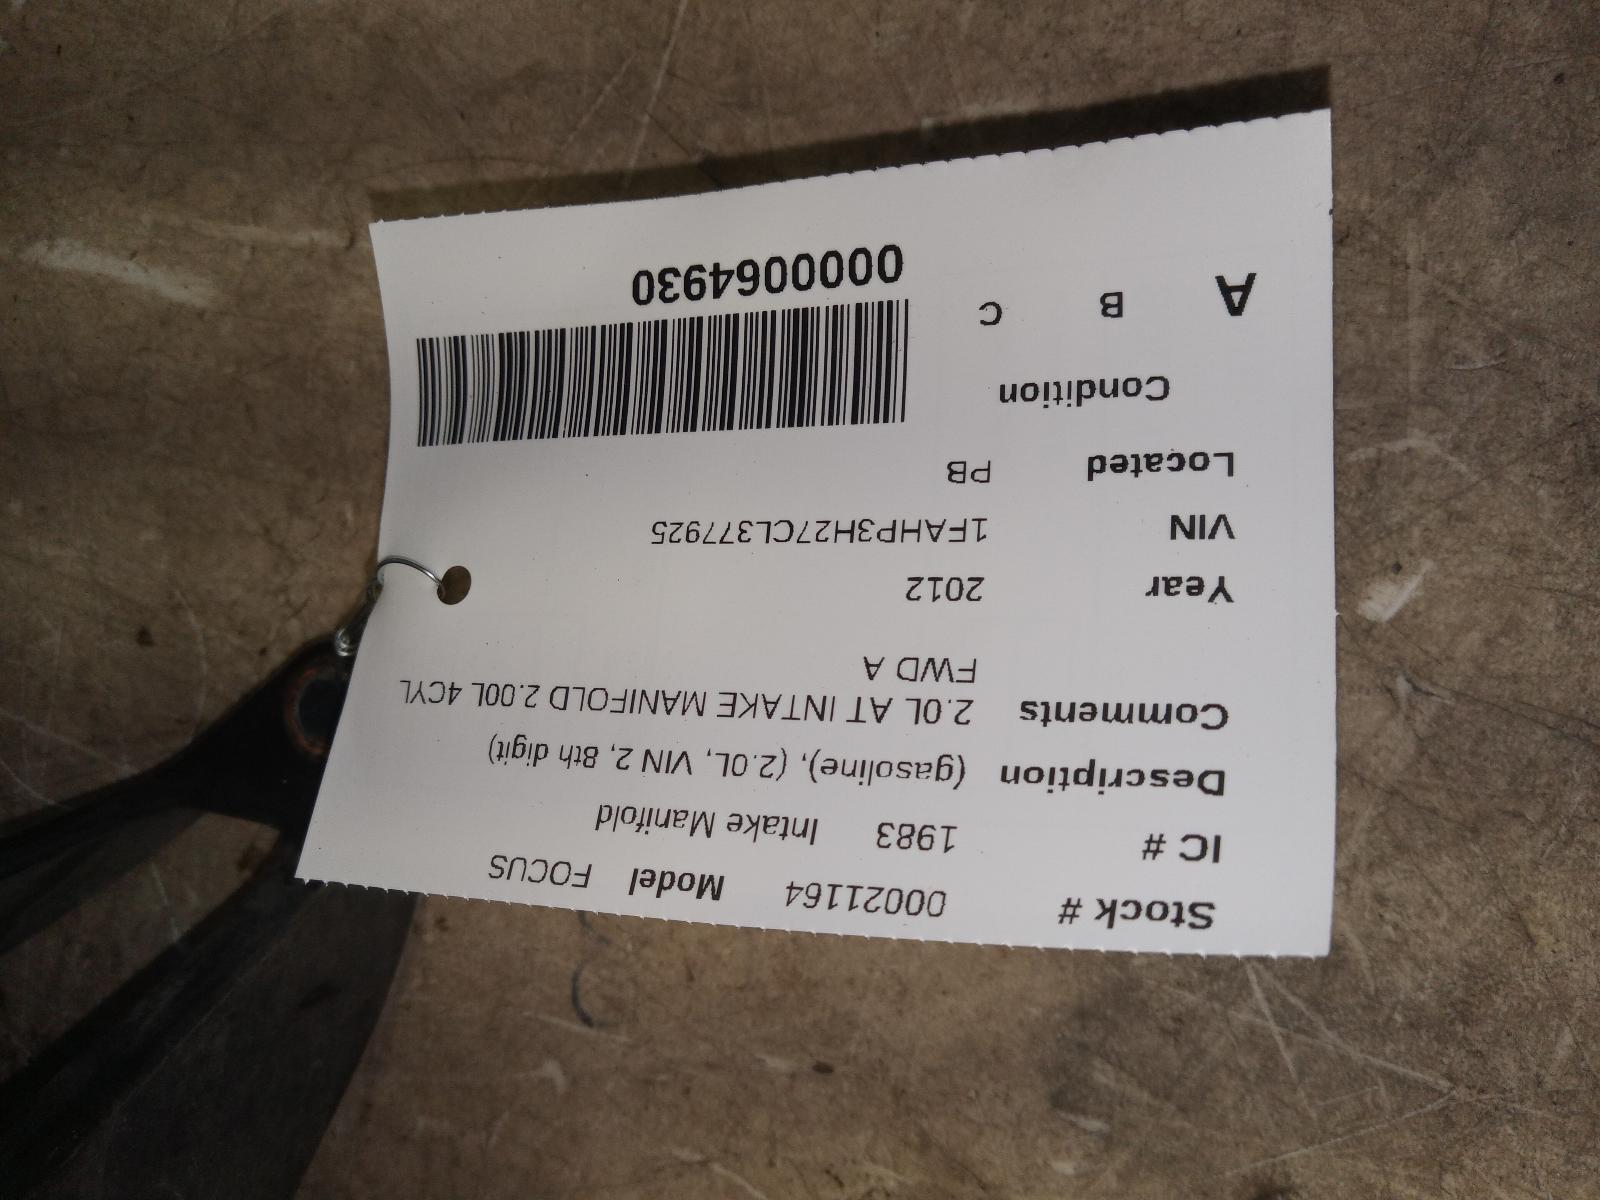 Stock # 00021164 Model FOCUS
IC # 1983 Intake Manifold
Description (gasoline), (2.0L, VIN 2, 8th digit)
Comments 2.0L AT INTAKE MANIFOLD 2.00L 4CYL
FWD A
Year 2012
VIN 1FAHP3H27CL377925
Located PB
Condition
A B C
0000064930